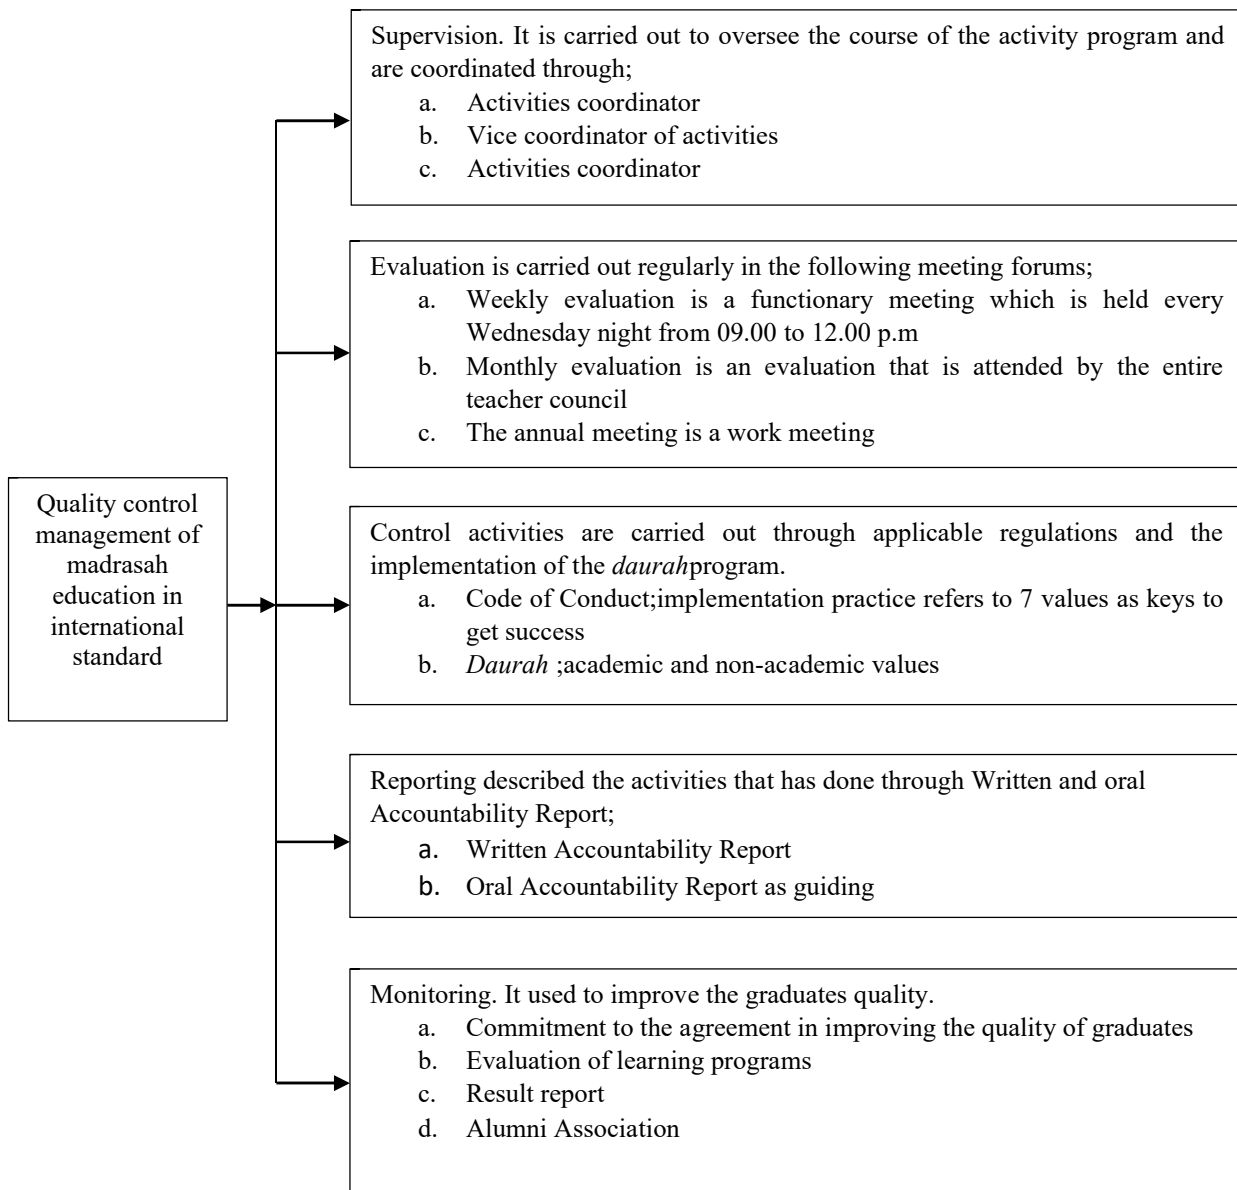 Supervision. It is carried out to oversee the course of the activity program and
are coordinated through;
a. Activities coordinator
b. Vice coordinator of activities
c. Activities coordinator
Evaluation is carried out regularly in the following meeting forums;
a. Weekly evaluation is a functionary meeting which is held every
Wednesday night from 09.00 to 12.00 p.m
b. Monthly evaluation is an evaluation that is attended by the entire
teacher council
c. The annual meeting is a work meeting
Quality control
management of
madrasah
education in
international
standard
Control activities are carried out through applicable regulations and the
implementation of the daurahprogram.
a. Code of Conduct;implementation practice refers to 7 values as keys to
get success
b. Daurah ;academic and non-academic values
Reporting described the activities that has done through Written and oral
Accountability Report;
a. Written Accountability Report
b. Oral Accountability Report as guiding
Monitoring. It used to improve the graduates quality.
a. Commitment to the agreement in improving the quality of graduates
b. Evaluation of learning programs
c. Result report
d. Alumni Association